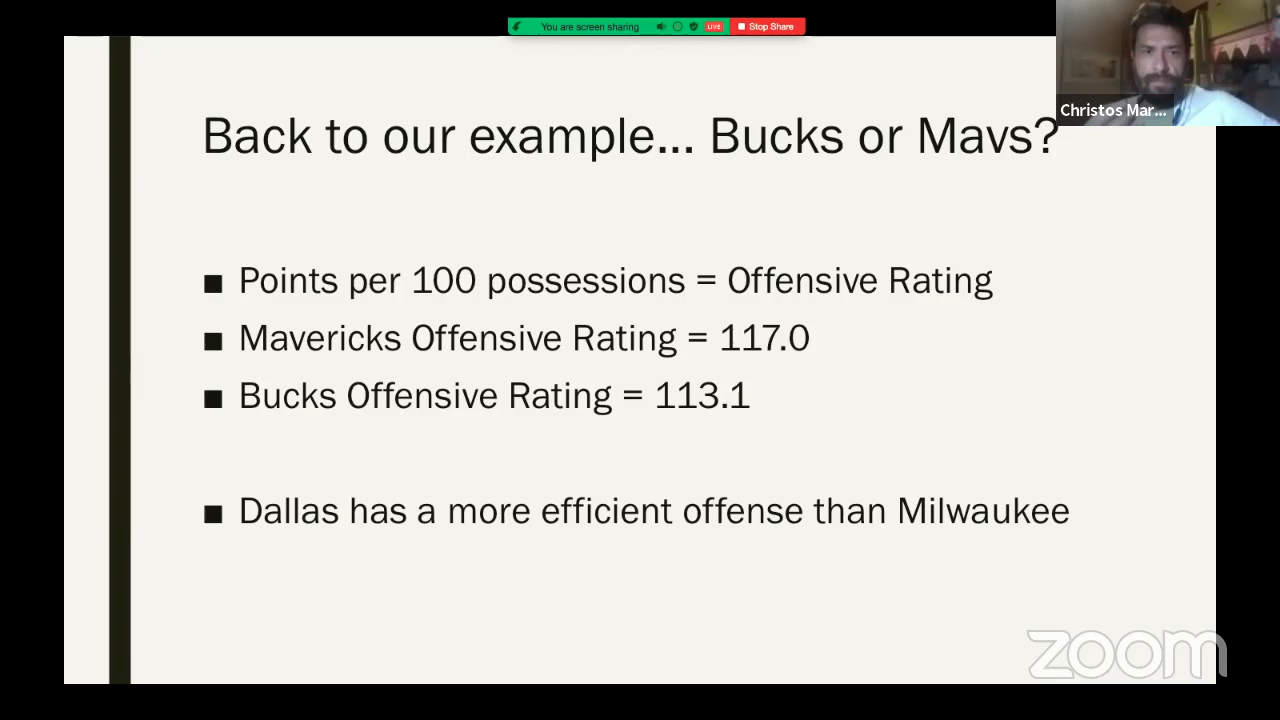 You are screen sharing
LIVE
Stop Share
Christos Mar...
Back to our example... Bucks or Mavs?
■ Points per 100 possessions = Offensive Rating
■ Mavericks Offensive Rating = 117.0
■ Bucks Offensive Rating = 113.1
■ Dallas has a more efficient offense than Milwaukee
zoom